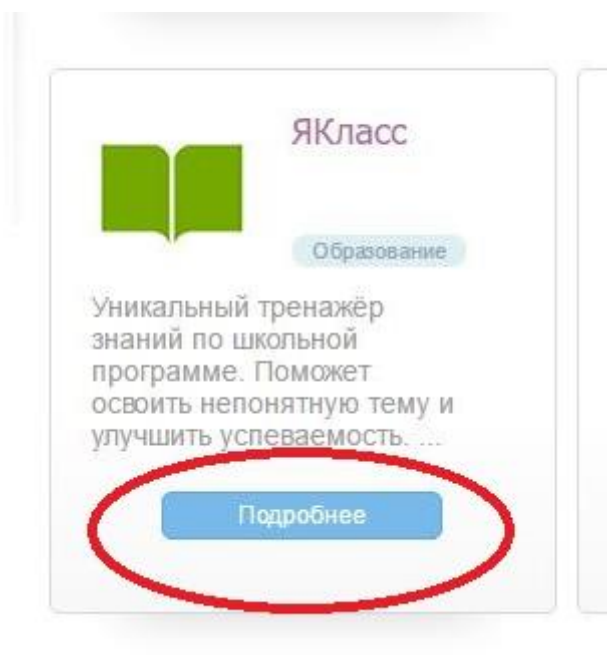 ЯКласс
Образование
Уникальный тренажёр
знаний по школьной
программе. Поможет
освоить непонятную тему и
улучшить успеваемость. ...
Подробнее